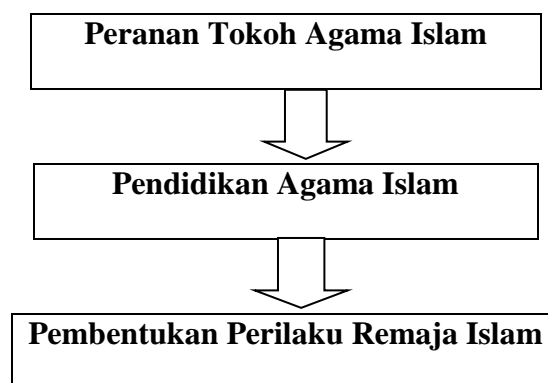 Peranan Tokoh Agama Islam
Pendidikan Agama Islam
Pembentukan Perilaku Remaja Islam